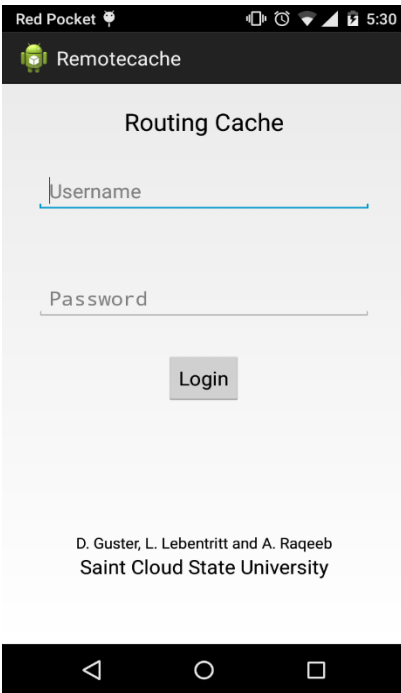 Red Pocket 5:30
Remotecache
Routing Cache
Username
Password
Login
D. Guster, L. Lebentritt and A. Raqeeb
Saint Cloud State University